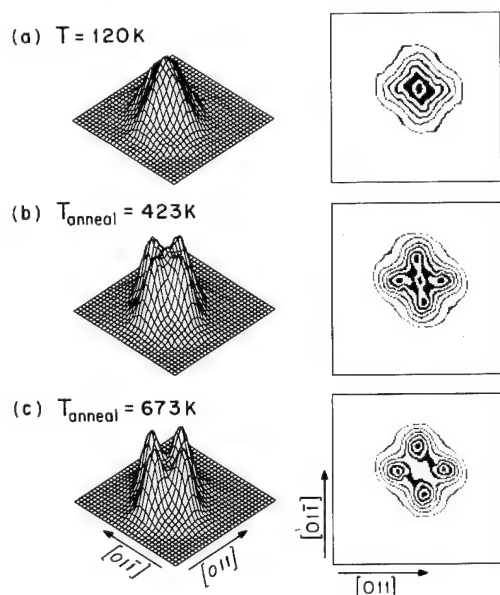 (a) T = 120K
(b) Tanneal = 423K
(c) Tanneal = 673K
[011̄]
[011]
[011̄]
[011]